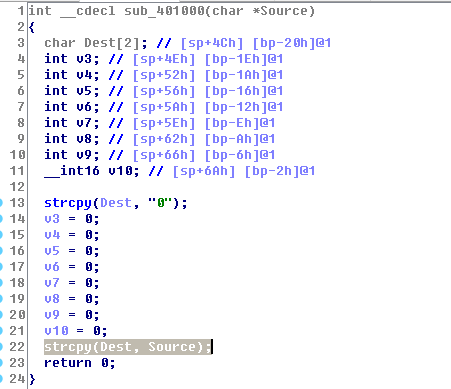 1 int __cdecl sub_401000(char *Source)
2 {
3 char Dest[2]; // [sp+4Ch] [bp-20h]@1
4 int v3; // [sp+4Eh] [bp-1Eh]@1
5 int v4; // [sp+52h] [bp-1Ah]@1
6 int v5; // [sp+56h] [bp-16h]@1
7 int v6; // [sp+5Ah] [bp-12h]@1
8 int v7; // [sp+5Eh] [bp-Eh]@1
9 int v8; // [sp+62h] [bp-Ah]@1
10 int v9; // [sp+66h] [bp-6h]@1
11 __int16 v10; // [sp+6Ah] [bp-2h]@1
12
13 strcpy(Dest, "0");
14 v3 = 0;
15 v4 = 0;
16 v5 = 0;
17 v6 = 0;
18 v7 = 0;
19 v8 = 0;
20 v9 = 0;
21 v10 = 0;
22 strcpy(Dest, Source);
23 return 0;
24 }